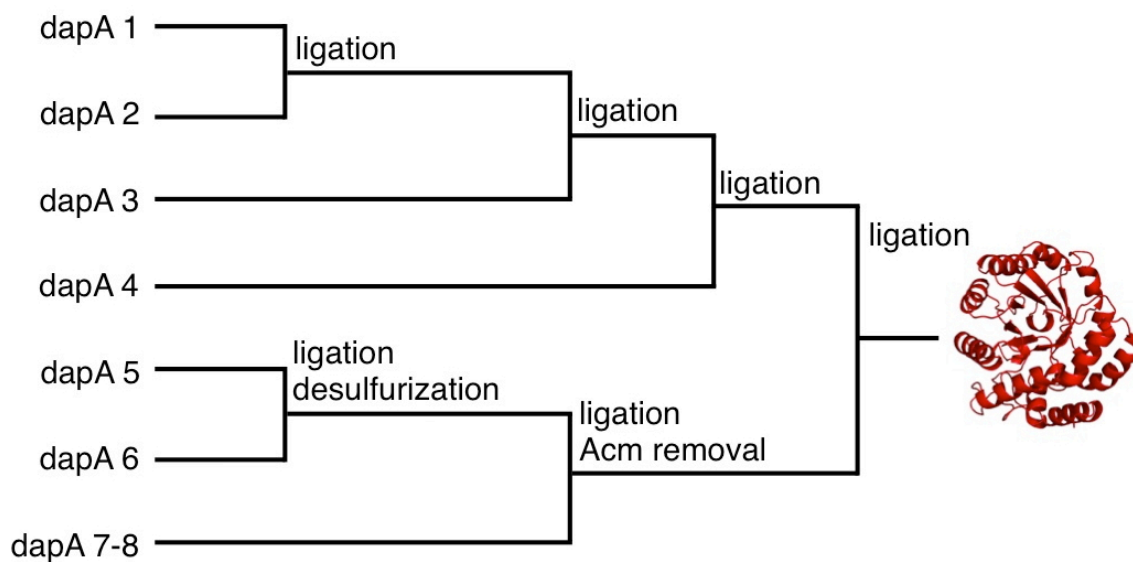 dapA 1
ligation
dapA 2
ligation
dapA 3
ligation
ligation
dapA 4
ligation
desulfurization
dapA 5
ligation
Acm removal
dapA 6
dapA 7-8